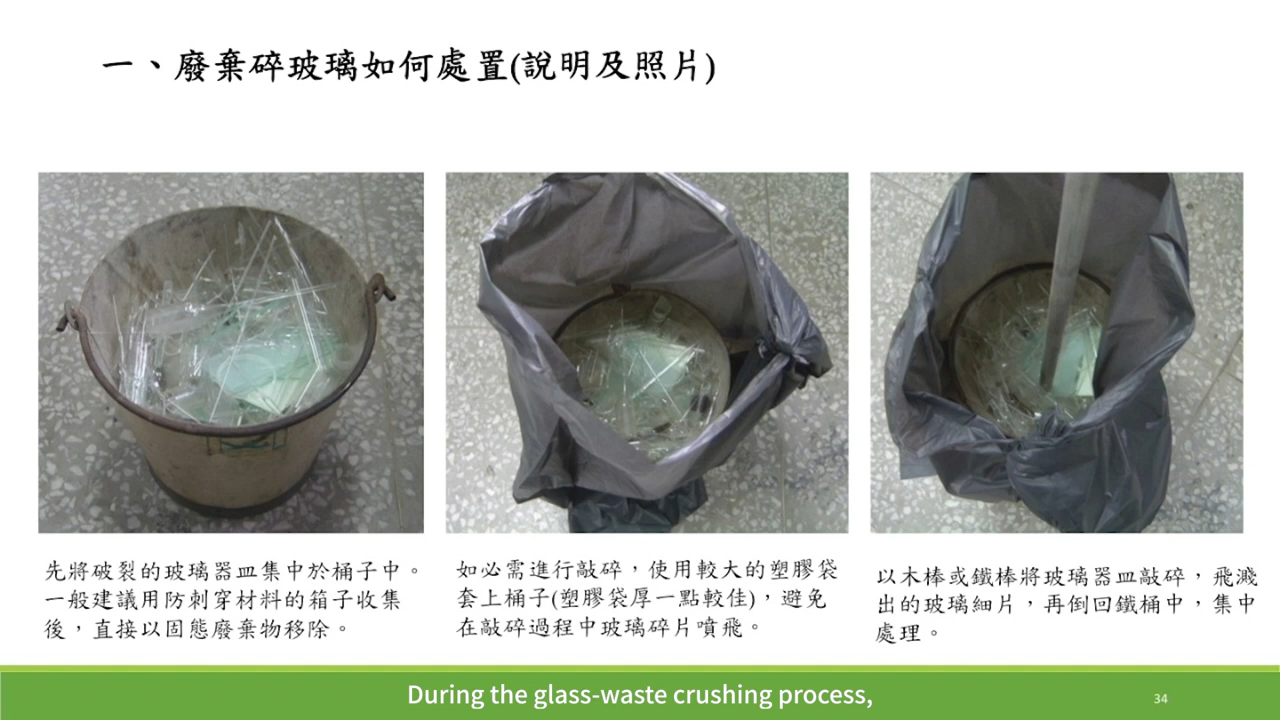 一、廢棄碎玻璃如何處置(說明及照片)
先將破裂的玻璃器皿集中於桶子中。
一般建議用防刺穿材料的箱子收集
後，直接以固態廢棄物移除。
如必需進行敲碎，使用較大的塑膠袋
套上桶子(塑膠袋厚一點較佳)，避免
在敲碎過程中玻璃碎片噴飛。
以木棒或鐵棒將玻璃器皿敲碎，飛濺
出的玻璃細片，再倒回鐵桶中，集中
處理。
During the glass-waste crushing process,
34